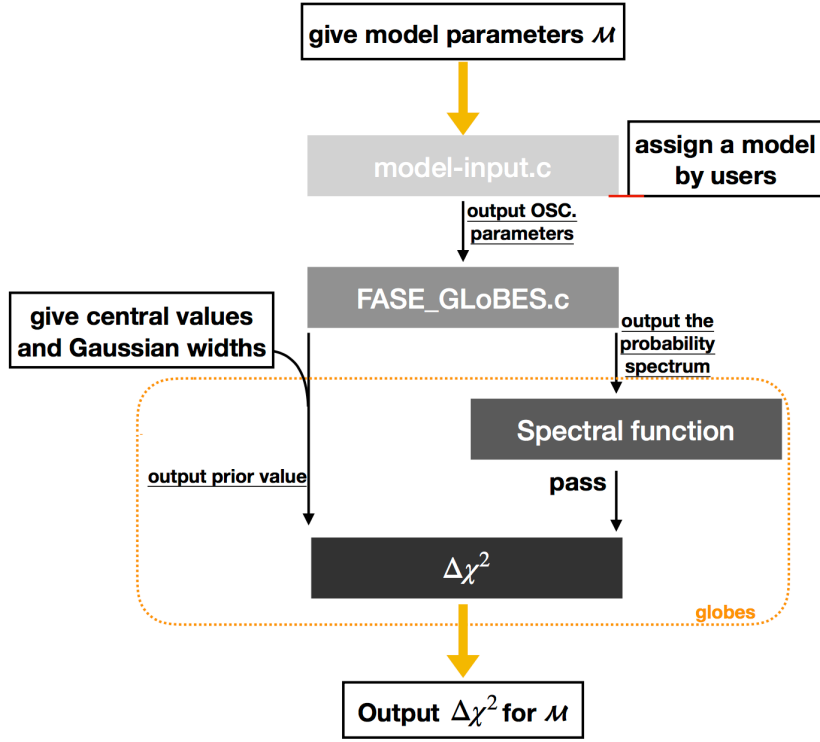 give model parameters ℳ
model-input.c
assign a model
by users
output OSC.
parameters
FASE_GLoBES.c
give central values
and Gaussian widths
output the
probability
spectrum
Spectral function
output prior value
pass
Δχ²
globes
Output Δχ² for ℳ